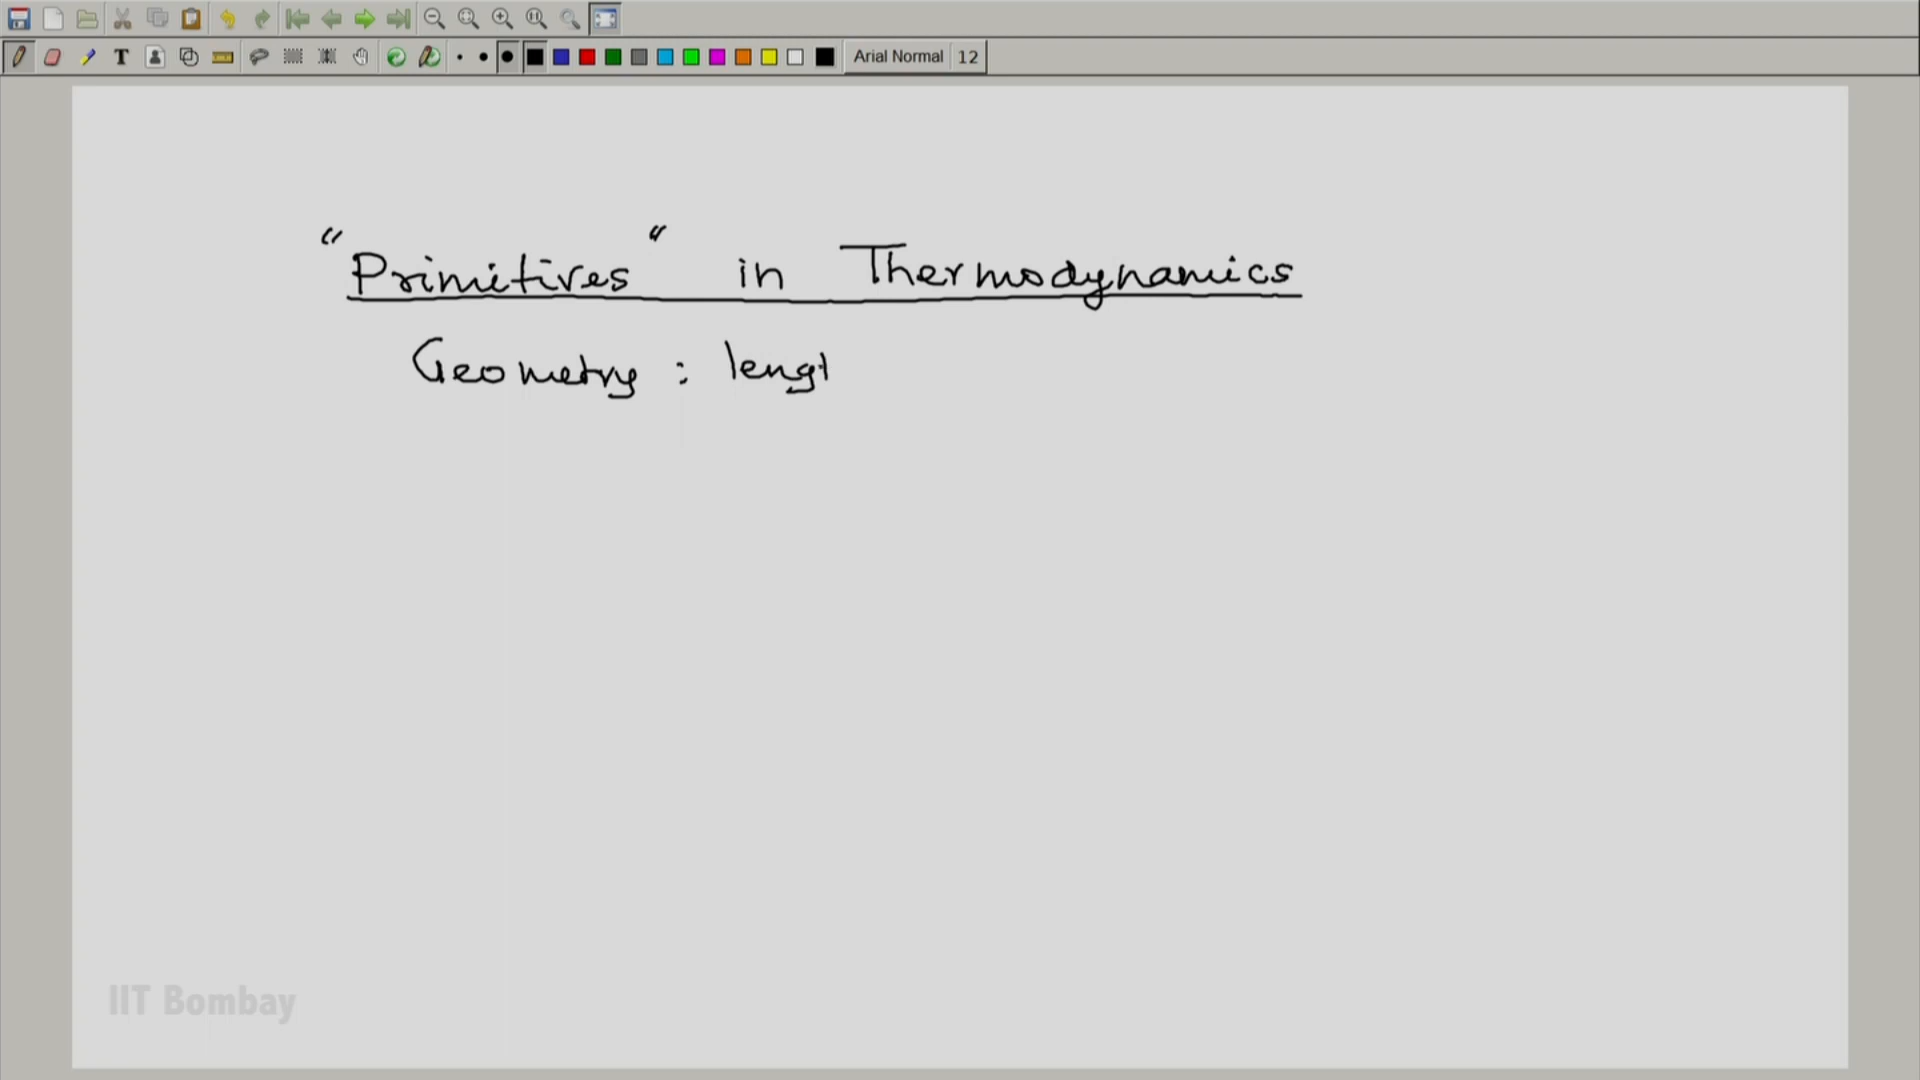 Arial Normal 12
"Primitives" in Thermodynamics
Geometry : lengt
IIT Bombay